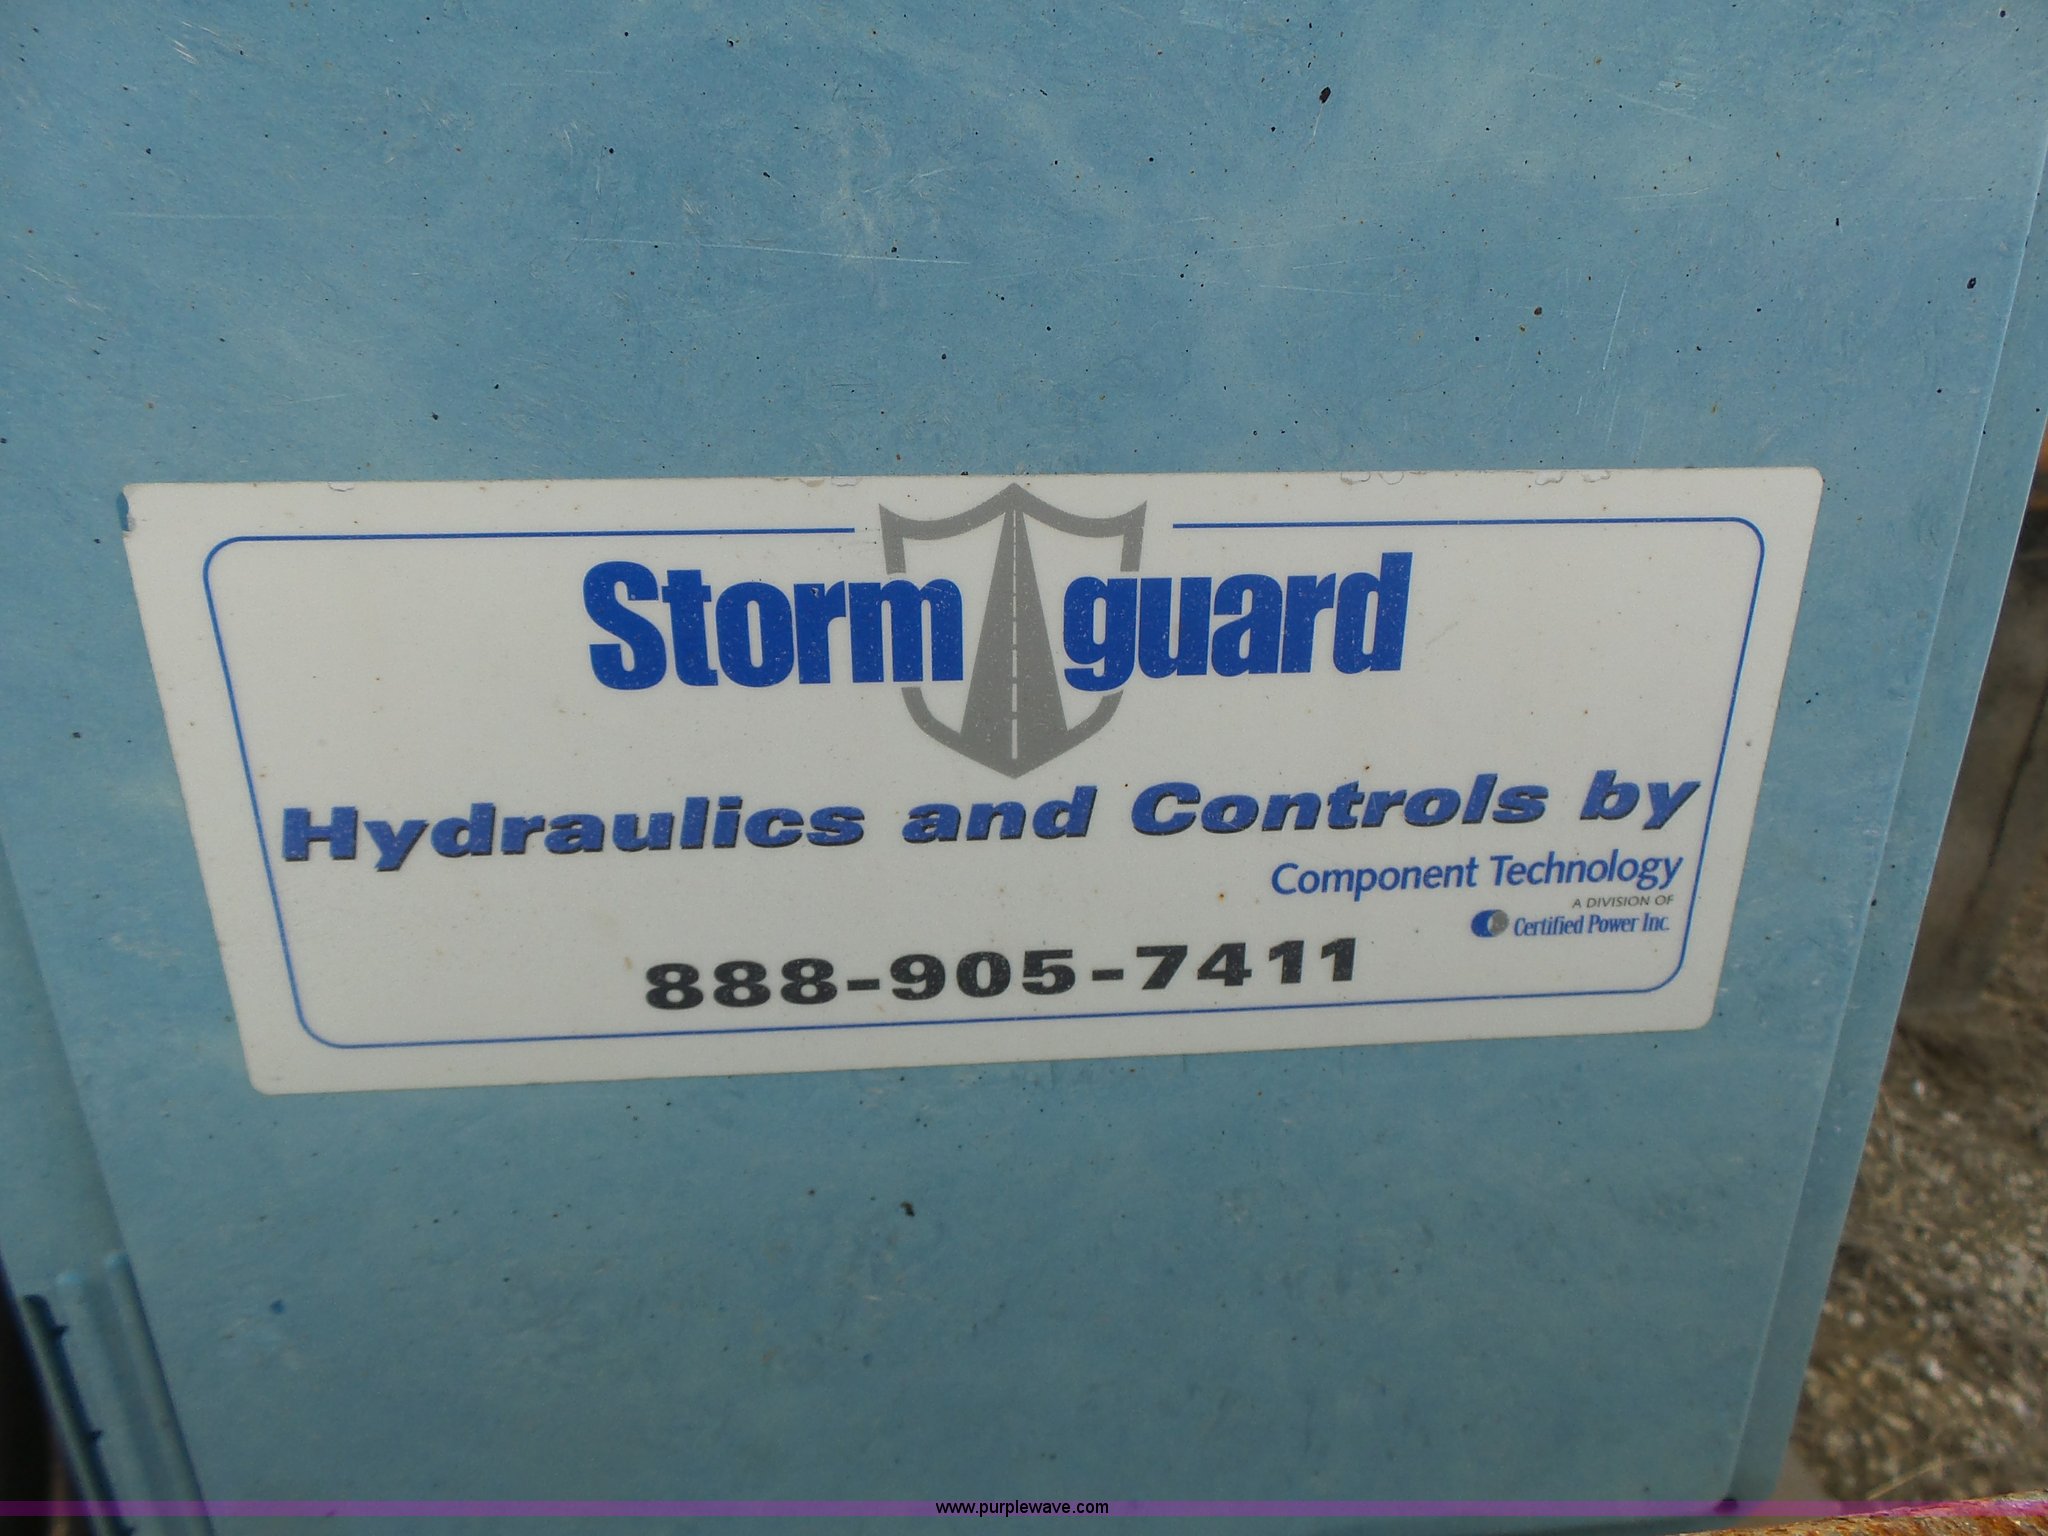 Storm guard
Hydraulics and Controls by
Component Technology
A DIVISION OF
Certified Power Inc.
888-905-7411
www.purplewave.com